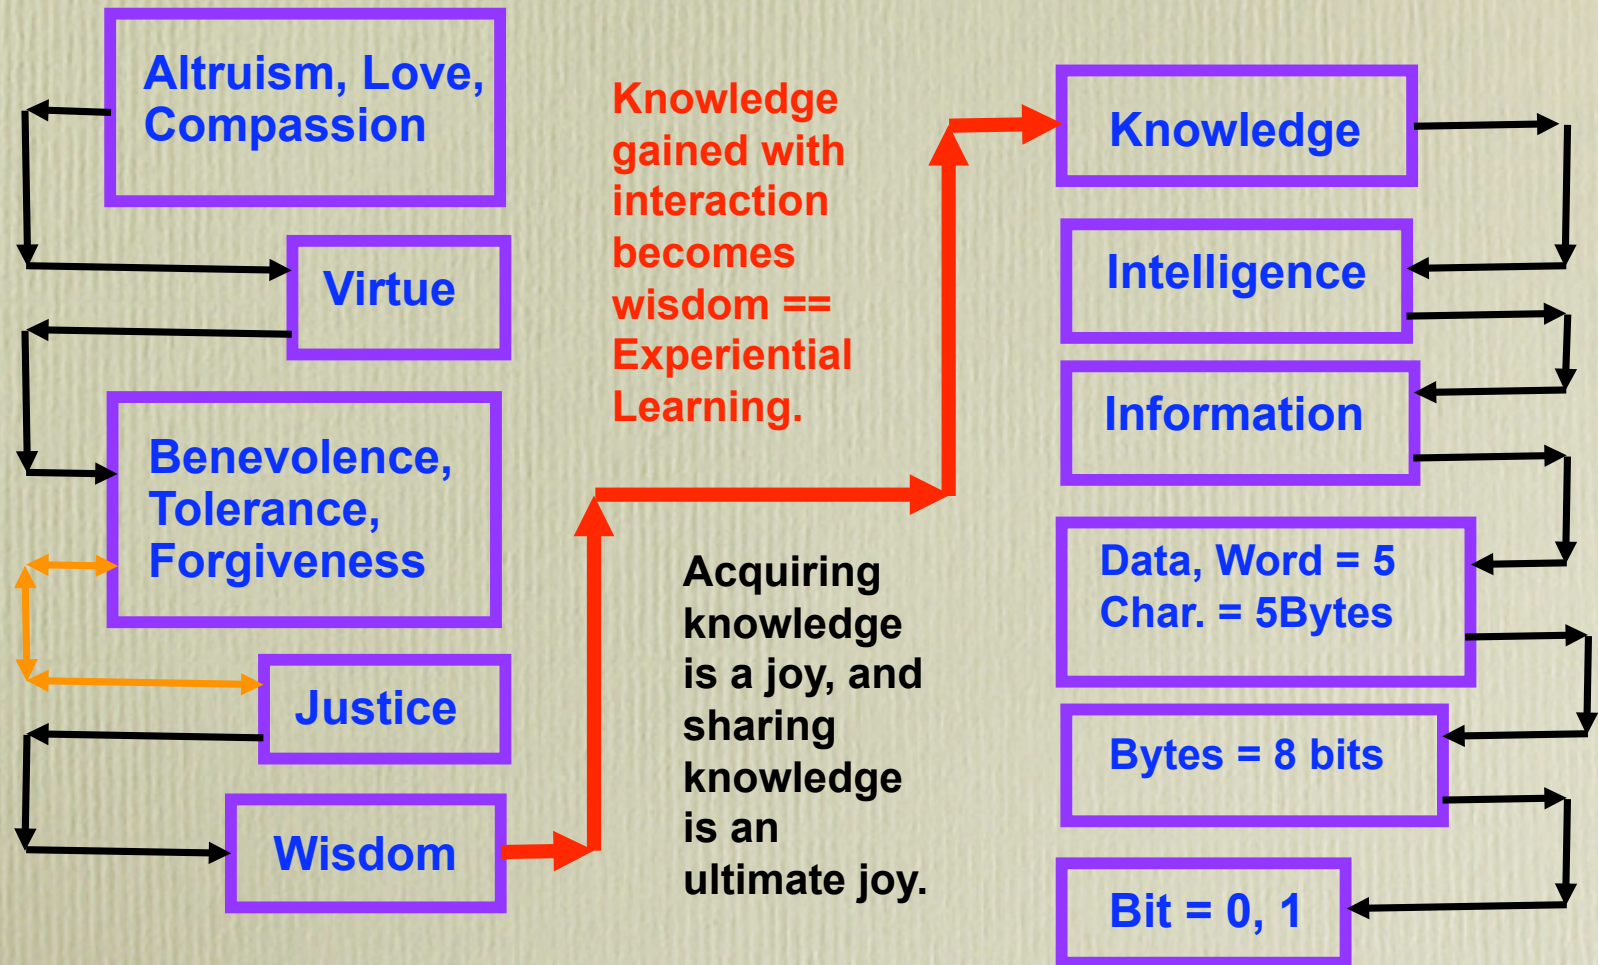 Altruism, Love,
Compassion
Virtue
Benevolence,
Tolerance,
Forgiveness
Justice
Wisdom
Knowledge
gained with
interaction
becomes
wisdom ==
Experiential
Learning.
Acquiring
knowledge
is a joy, and
sharing
knowledge
is an
ultimate joy.
Knowledge
Intelligence
Information
Data, Word = 5
Char. = 5Bytes
Bytes = 8 bits
Bit = 0, 1